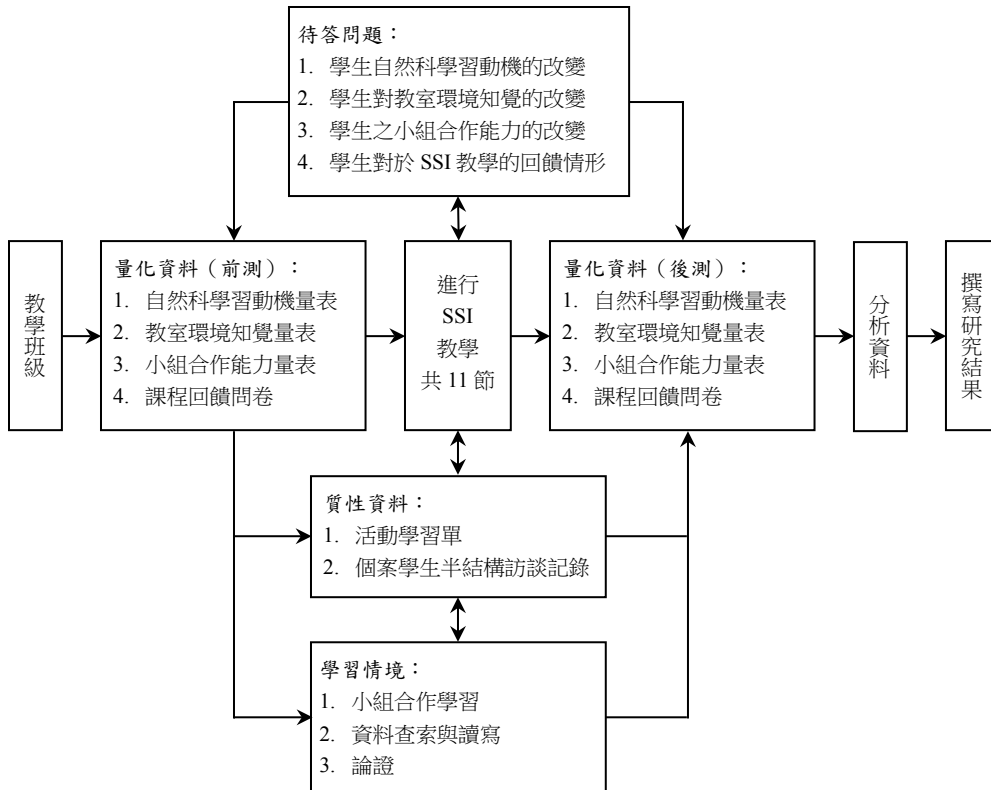 待答問題：
1. 學生自然科學習動機的改變
2. 學生對教室環境知覺的改變
3. 學生之小組合作能力的改變
4. 學生對於 SSI 教學的回饋情形
教學班級
量化資料（前測）：
1. 自然科學習動機量表
2. 教室環境知覺量表
3. 小組合作能力量表
4. 課程回饋問卷
進行
SSI
教學
共 11 節
量化資料（後測）：
1. 自然科學習動機量表
2. 教室環境知覺量表
3. 小組合作能力量表
4. 課程回饋問卷
分析資料
撰寫研究結果
質性資料：
1. 活動學習單
2. 個案學生半結構訪談記錄
學習情境：
1. 小組合作學習
2. 資料查索與讀寫
3. 論證